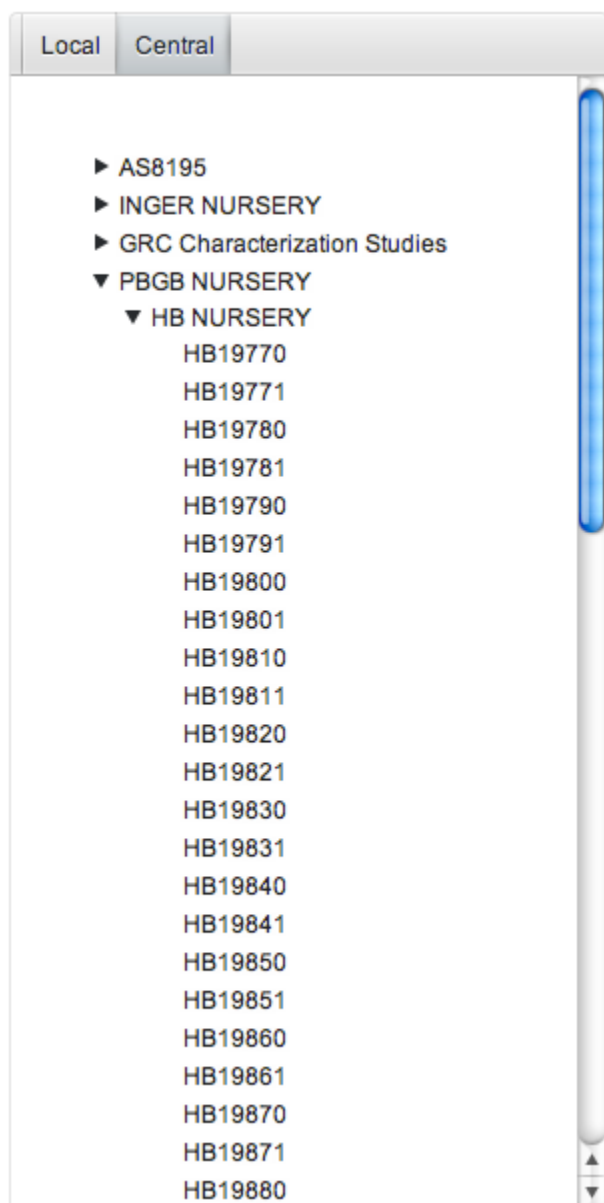 Local Central
AS8195
INGER NURSERY
GRC Characterization Studies
PBGB NURSERY
HB NURSERY
HB19770
HB19771
HB19780
HB19781
HB19790
HB19791
HB19800
HB19801
HB19810
HB19811
HB19820
HB19821
HB19830
HB19831
HB19840
HB19841
HB19850
HB19851
HB19860
HB19861
HB19870
HB19871
HB19880